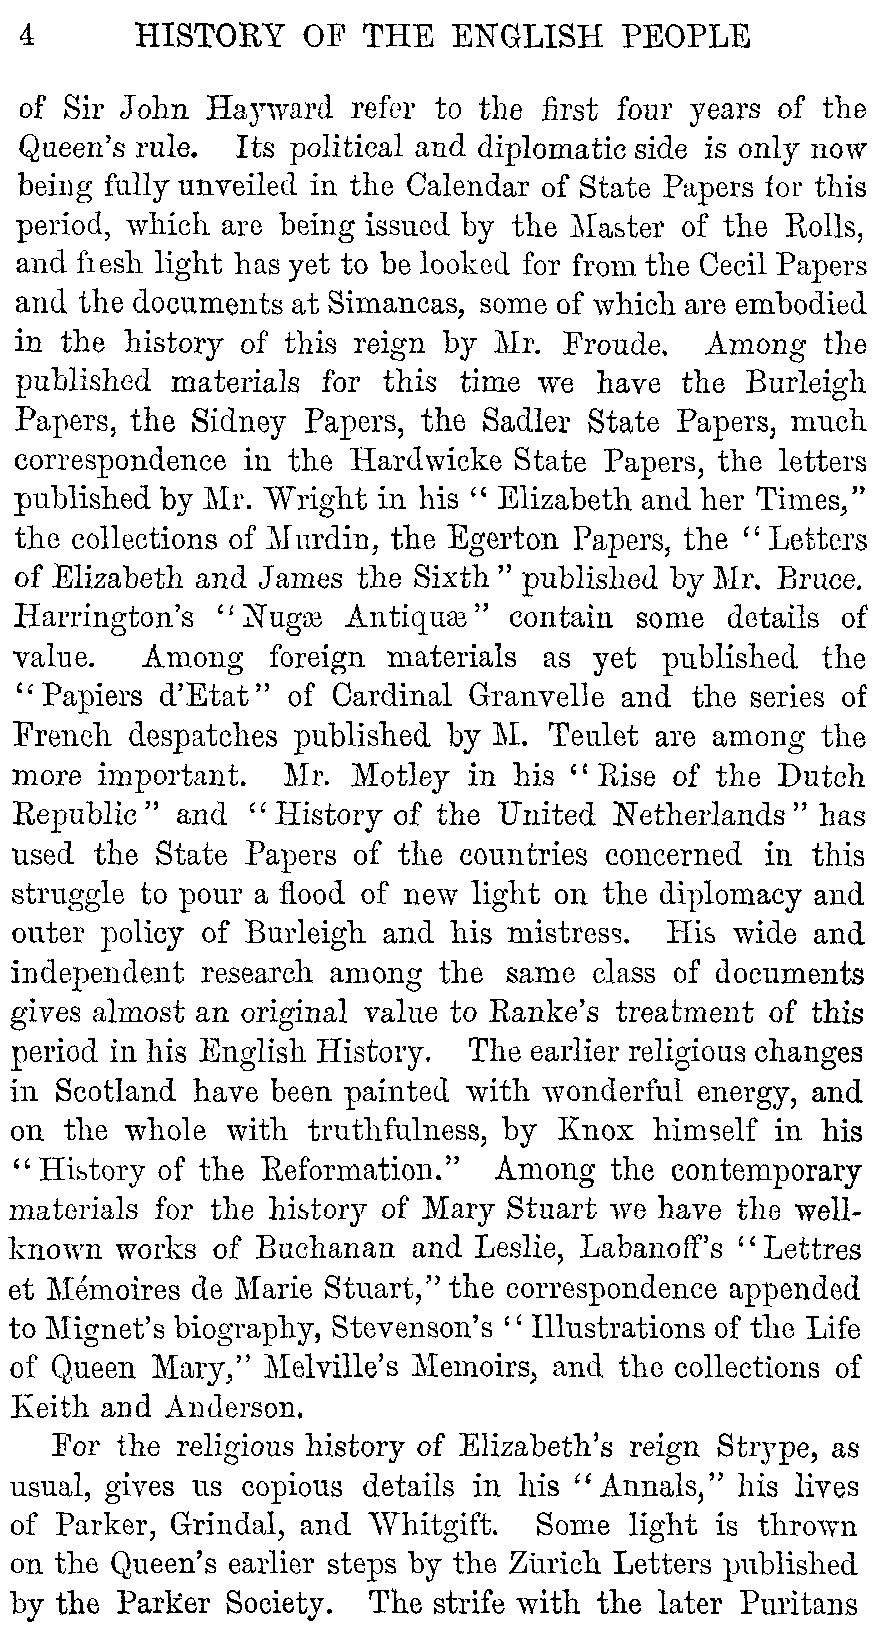 4 HISTORY OF THE ENGLISH PEOPLE
of Sir John Hayward refer to the first four years of the
Queen's rule. Its political and diplomatic side is only now
being fully unveiled in the Calendar of State Papers for this
period, which are being issued by the Master of the Rolls,
and fresh light has yet to be looked for from the Cecil Papers
and the documents at Simancas, some of which are embodied
in the history of this reign by Mr. Froude. Among the
published materials for this time we have the Burleigh
Papers, the Sidney Papers, the Sadler State Papers, much
correspondence in the Hardwicke State Papers, the letters
published by Mr. Wright in his “ Elizabeth and her Times,”
the collections of Murdin, the Egerton Papers, the “ Letters
of Elizabeth and James the Sixth ” published by Mr. Bruce.
Harrington's “ Nugæ Antiquæ” contain some details of
value. Among foreign materials as yet published the
“ Papiers d'Etat” of Cardinal Granvelle and the series of
French despatches published by M. Teulet are among the
more important. Mr. Motley in his “ Rise of the Dutch
Republic ” and “ History of the United Netherlands ” has
used the State Papers of the countries concerned in this
struggle to pour a flood of new light on the diplomacy and
outer policy of Burleigh and his mistress. His wide and
independent research among the same class of documents
gives almost an original value to Ranke's treatment of this
period in his English History. The earlier religious changes
in Scotland have been painted with wonderful energy, and
on the whole with truthfulness, by Knox himself in his
“ History of the Reformation.” Among the contemporary
materials for the history of Mary Stuart we have the well-
known works of Buchanan and Leslie, Labanoff's “ Lettres
et Mémoires de Marie Stuart,” the correspondence appended
to Mignet's biography, Stevenson's “ Illustrations of the Life
of Queen Mary,” Melville's Memoirs, and the collections of
Keith and Anderson.
For the religious history of Elizabeth's reign Strype, as
usual, gives us copious details in his “ Annals,” his lives
of Parker, Grindal, and Whitgift. Some light is thrown
on the Queen's earlier steps by the Zürich Letters published
by the Parker Society. The strife with the later Puritans